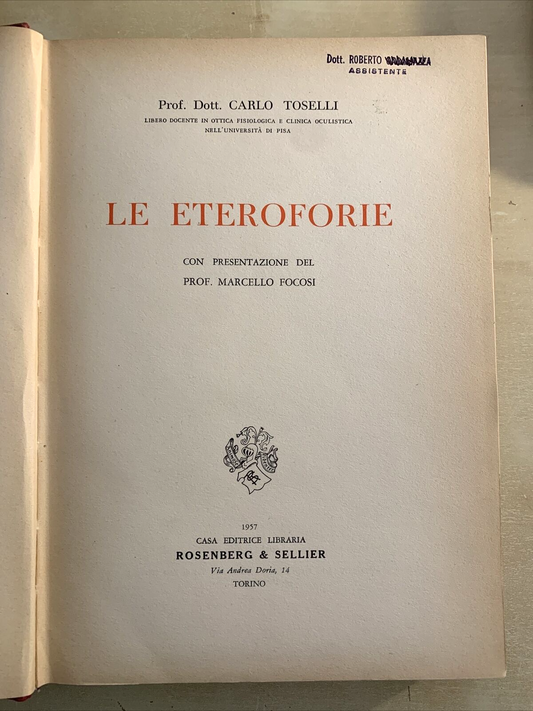 Dott. ROBERTO
ASSISTENTE
Prof. Dott. CARLO TOSELLI
LIBERO DOCENTE IN OTTICA FISIOLOGICA E CLINICA OCULISTICA
NELL'UNIVERSITÀ DI PISA
LE ETEROFORIE
CON PRESENTAZIONE DEL
PROF. MARCELLO FOCOSI
1957
CASA EDITRICE LIBRARIA
ROSENBERG & SELLIER
Via Andrea Doria, 14
TORINO